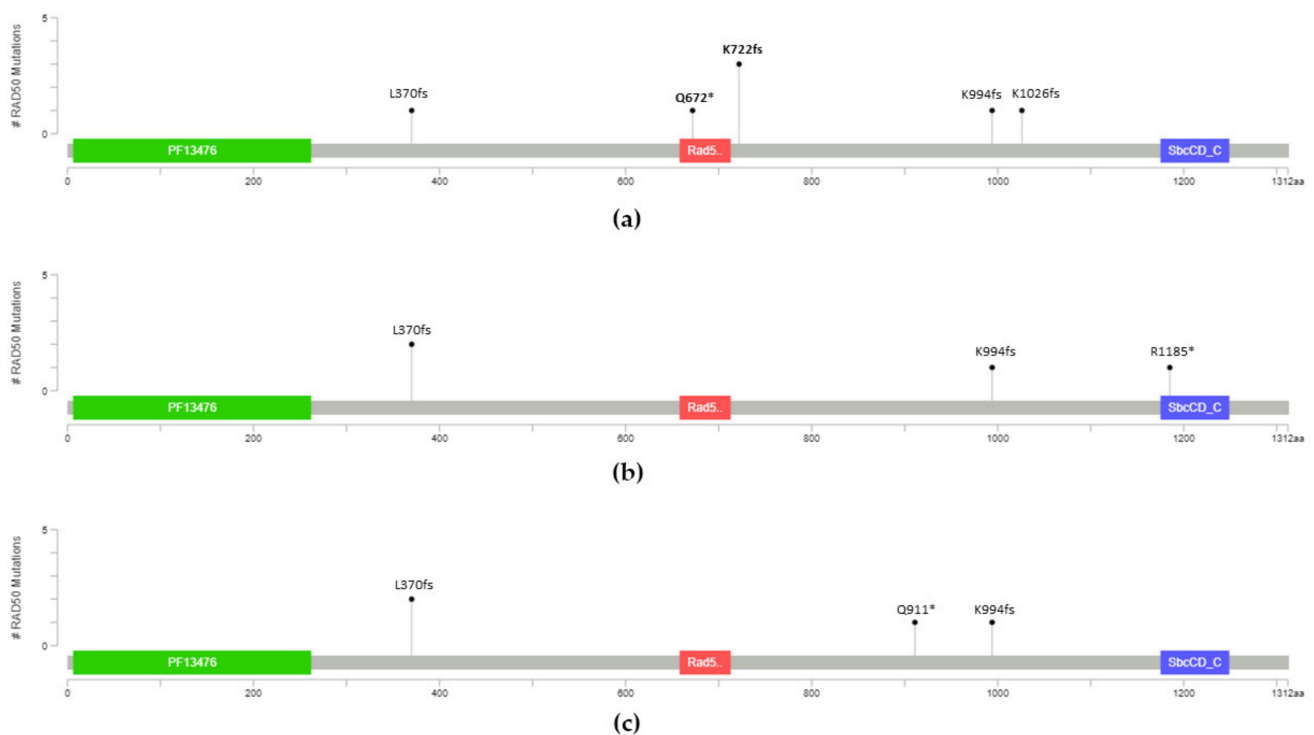 # RAD50 Mutations
5
0
L370fs
Q672*
K722fs
K994fs
K1026fs
PF13476
Rad5..
SbcCD_C
0 200 400 600 800 1000 1200 1312aa
(a)
# RAD50 Mutations
5
0
L370fs
K994fs
R1185*
PF13476
Rad5..
SbcCD_C
0 200 400 600 800 1000 1200 1312aa
(b)
# RAD50 Mutations
5
0
L370fs
Q911*
K994fs
PF13476
Rad5..
SbcCD_C
0 200 400 600 800 1000 1200 1312aa
(c)